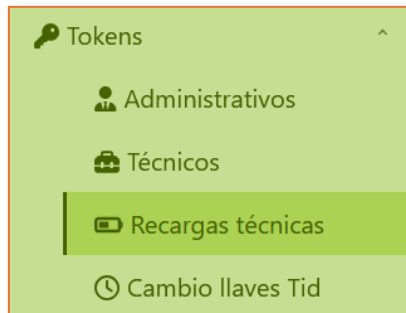 Tokens
Administrativos
Técnicos
Recargas técnicas
Cambio llaves Tid